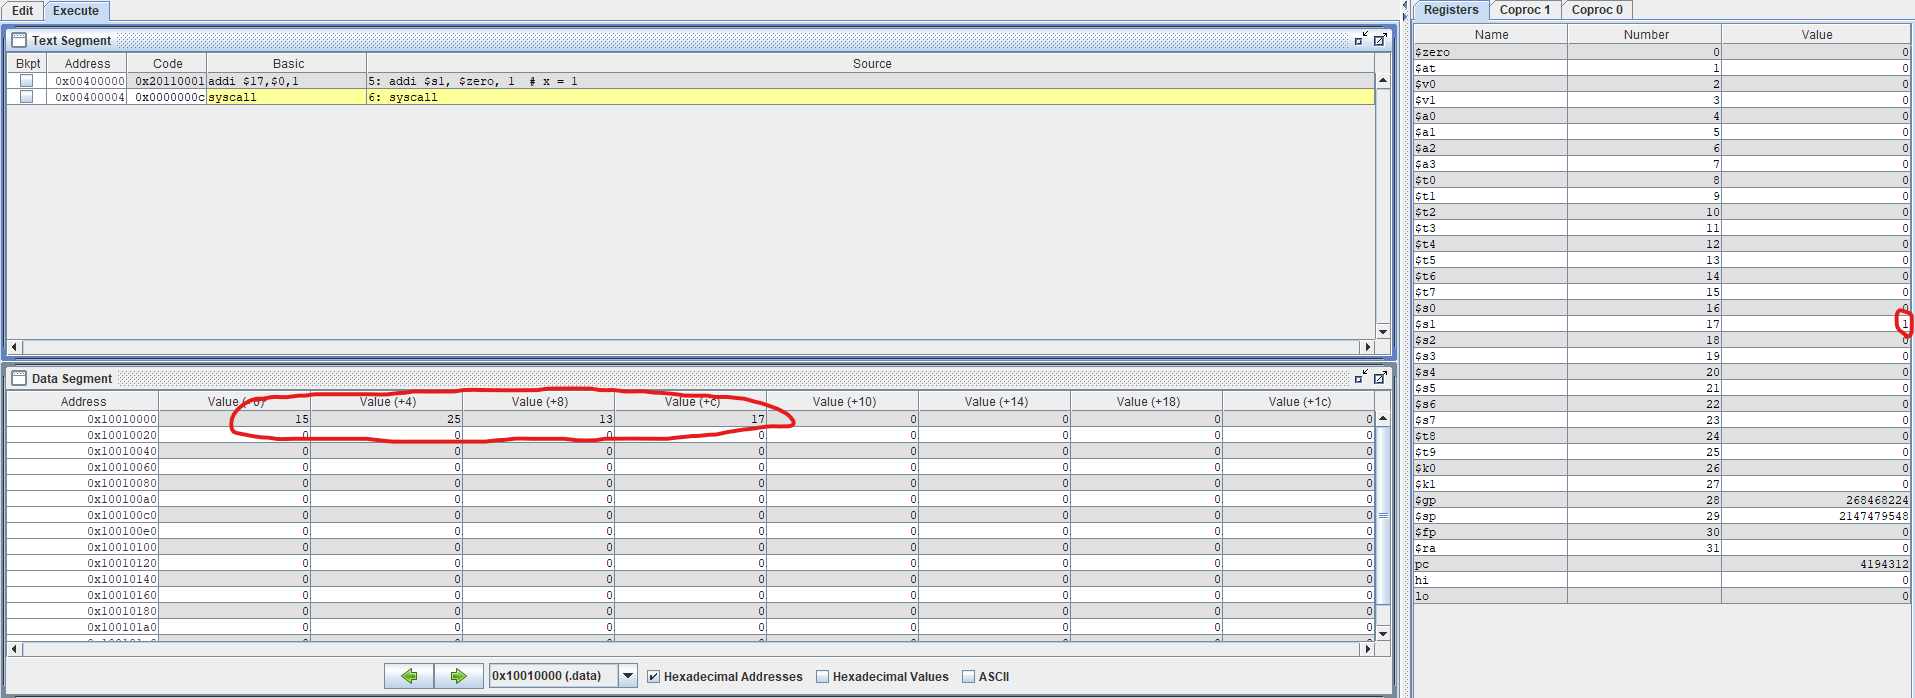 Edit Execute
Text Segment
Bkpt Address Code Basic Source
0x00400000 0x20110001 addi $17,$0,1 5: addi $s1, $zero, 1 # x = 1
0x00400004 0x0000000c syscall 6: syscall
Data Segment
Address Value (+0) Value (+4) Value (+8) Value (+c) Value (+10) Value (+14) Value (+18) Value (+1c)
0x10010000 15 25 13 17 0 0 0 0
0x10010020 0 0 0 0 0 0 0 0
0x10010040 0 0 0 0 0 0 0 0
0x10010060 0 0 0 0 0 0 0 0
0x10010080 0 0 0 0 0 0 0 0
0x100100a0 0 0 0 0 0 0 0 0
0x100100c0 0 0 0 0 0 0 0 0
0x100100e0 0 0 0 0 0 0 0 0
0x10010100 0 0 0 0 0 0 0 0
0x10010120 0 0 0 0 0 0 0 0
0x10010140 0 0 0 0 0 0 0 0
0x10010160 0 0 0 0 0 0 0 0
0x10010180 0 0 0 0 0 0 0 0
0x100101a0 0 0 0 0 0 0 0 0
0x10010000 (.data) Hexadecimal Addresses Hexadecimal Values ASCII
Registers Coproc 1 Coproc 0
Name Number Value
$zero 0 0
$at 1 0
$v0 2 0
$v1 3 0
$a0 4 0
$a1 5 0
$a2 6 0
$a3 7 0
$t0 8 0
$t1 9 0
$t2 10 0
$t3 11 0
$t4 12 0
$t5 13 0
$t6 14 0
$t7 15 0
$s0 16 0
$s1 17 1
$s2 18 0
$s3 19 0
$s4 20 0
$s5 21 0
$s6 22 0
$s7 23 0
$t8 24 0
$t9 25 0
$k0 26 0
$k1 27 0
$gp 28 268468224
$sp 29 2147479548
$fp 30 0
$ra 31 0
pc 4194312
hi 0
lo 0